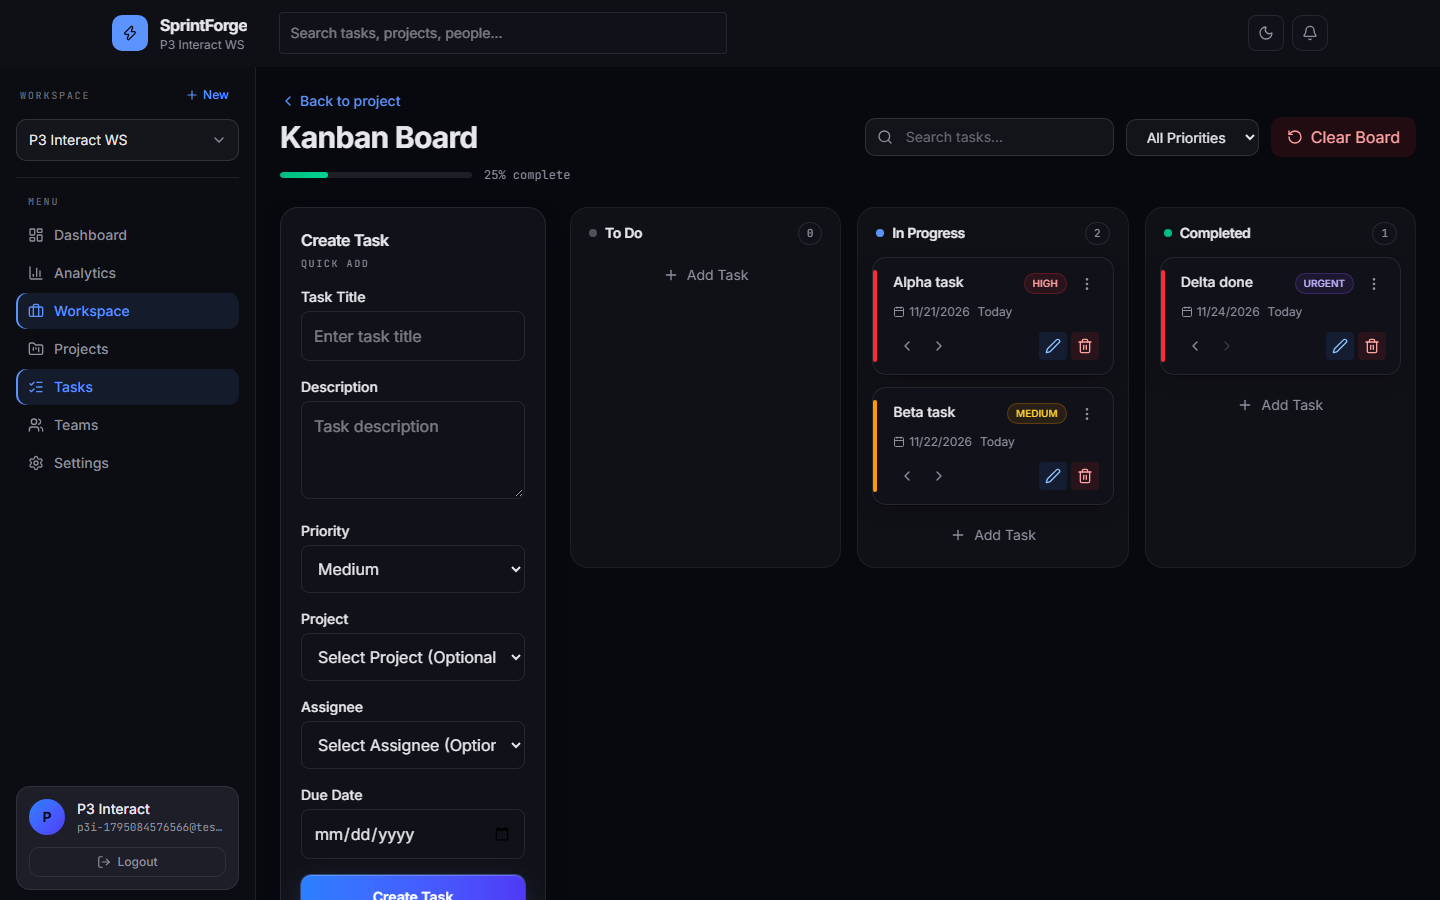 SprintForge
P3 Interact WS
Search tasks, projects, people...
WORKSPACE
New
P3 Interact WS
MENU
Dashboard
Analytics
Workspace
Projects
Tasks
Teams
Settings
P
P3 Interact
p3i-1795084576566@tes…
Logout
Back to project
Kanban Board
25% complete
Search tasks...
All Priorities
Clear Board
Create Task
QUICK ADD
Task Title
Enter task title
Description
Task description
Priority
Medium
Project
Select Project (Optional
Assignee
Select Assignee (Option
Due Date
mm/dd/yyyy
Create Task
To Do
0
Add Task
In Progress
2
Alpha task
HIGH
11/21/2026 Today
Beta task
MEDIUM
11/22/2026 Today
Add Task
Completed
1
Delta done
URGENT
11/24/2026 Today
Add Task